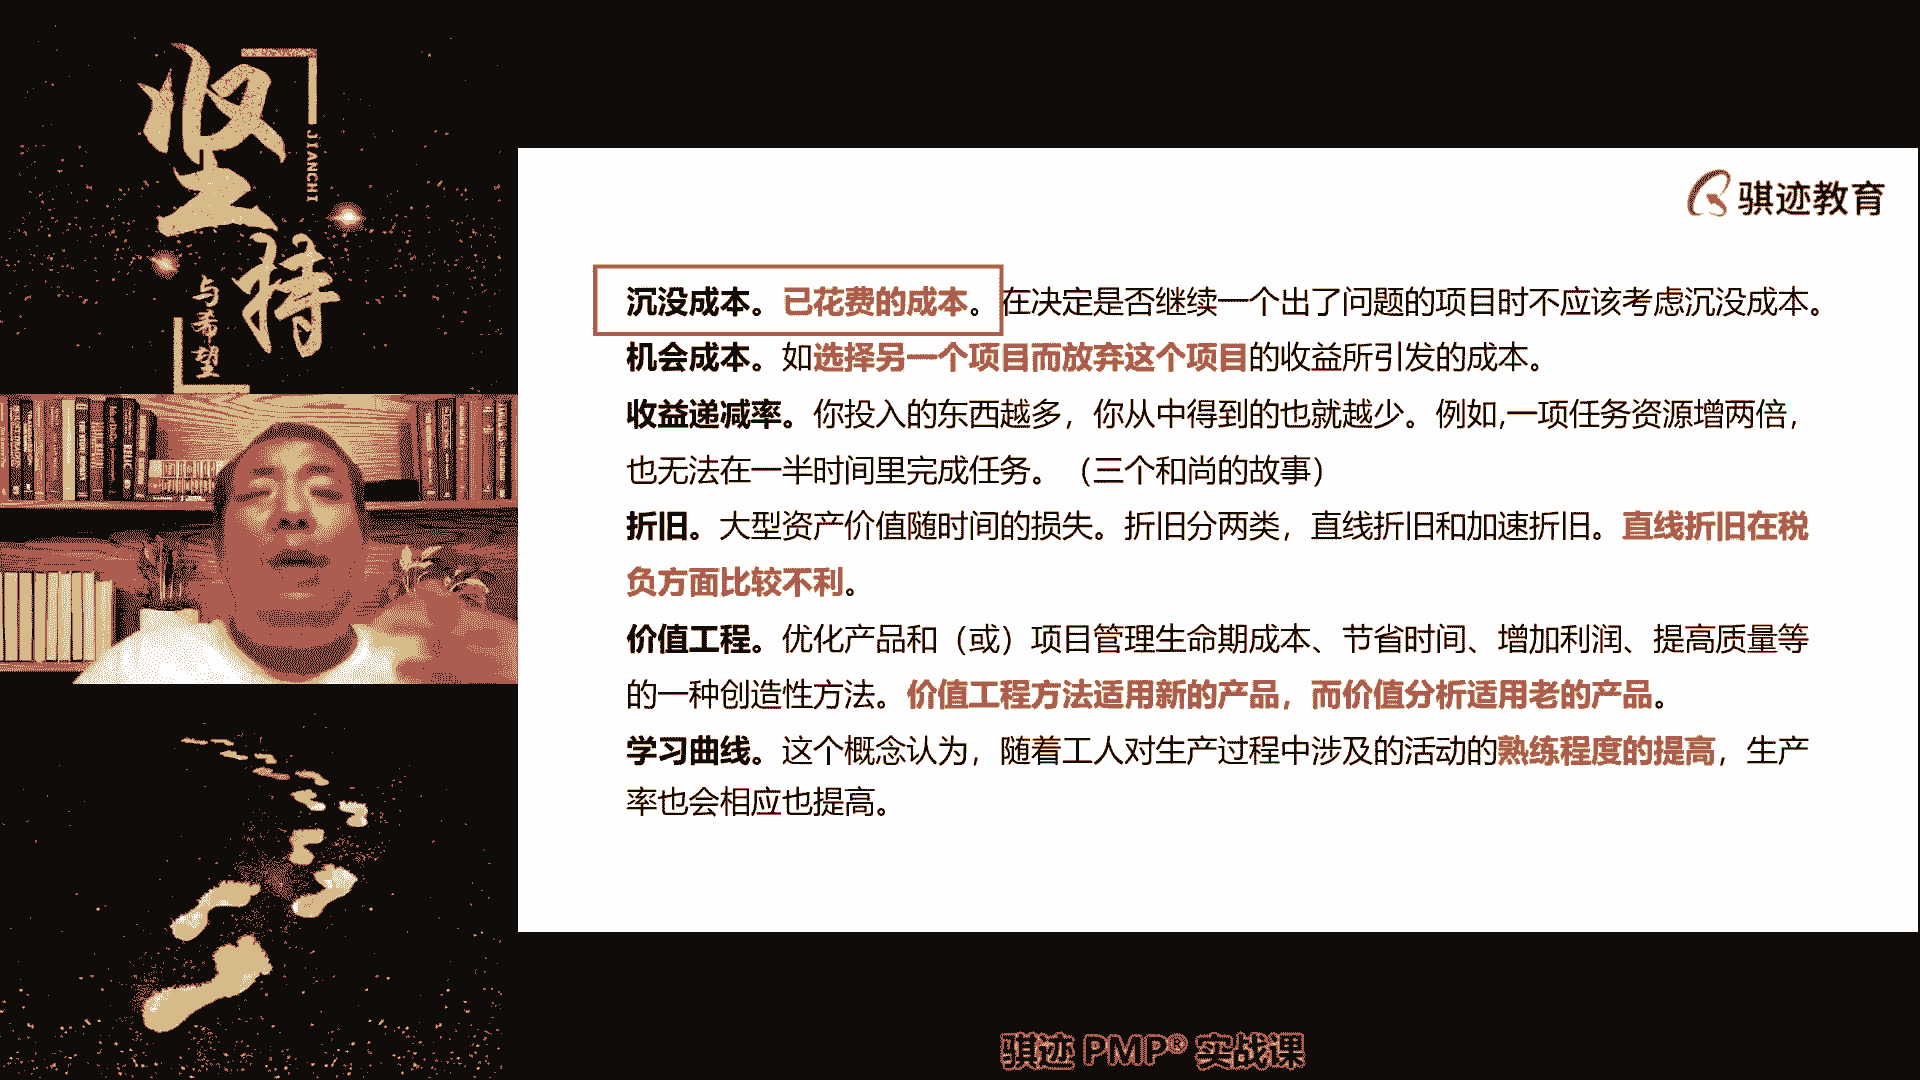 坚持
JIANCHI
与希望
骐迹教育
沉没成本。已花费的成本。在决定是否继续一个出了问题的项目时不应该考虑沉没成本。
机会成本。如选择另一个项目而放弃这个项目的收益所引发的成本。
收益递减率。你投入的东西越多，你从中得到的也就越少。例如,一项任务资源增两倍，
也无法在一半时间里完成任务。（三个和尚的故事）
折旧。大型资产价值随时间的损失。折旧分两类，直线折旧和加速折旧。直线折旧在税
负方面比较不利。
价值工程。优化产品和（或）项目管理生命期成本、节省时间、增加利润、提高质量等
的一种创造性方法。价值工程方法适用新的产品，而价值分析适用老的产品。
学习曲线。这个概念认为，随着工人对生产过程中涉及的活动的熟练程度的提高，生产
率也会相应也提高。
骐迹 PMP® 实战课